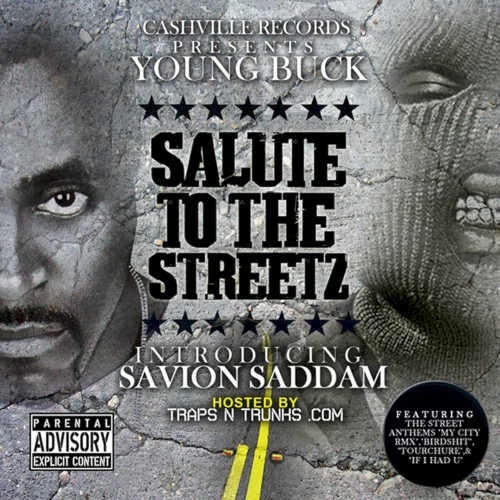 CASHVILLE RECORDS
PRESENTS
YOUNG BUCK
SALUTE
TO THE
STREETZ
INTRODUCING
SAVION SADDAM
HOSTED BY
TRAPS N TRUNKS .COM
PARENTAL
ADVISORY
EXPLICIT CONTENT
FEATURING
THE STREET
ANTHEMS "MY CITY
RMX", "BIRDSHIT",
"TOURCHURE",&
"IF I HAD U"